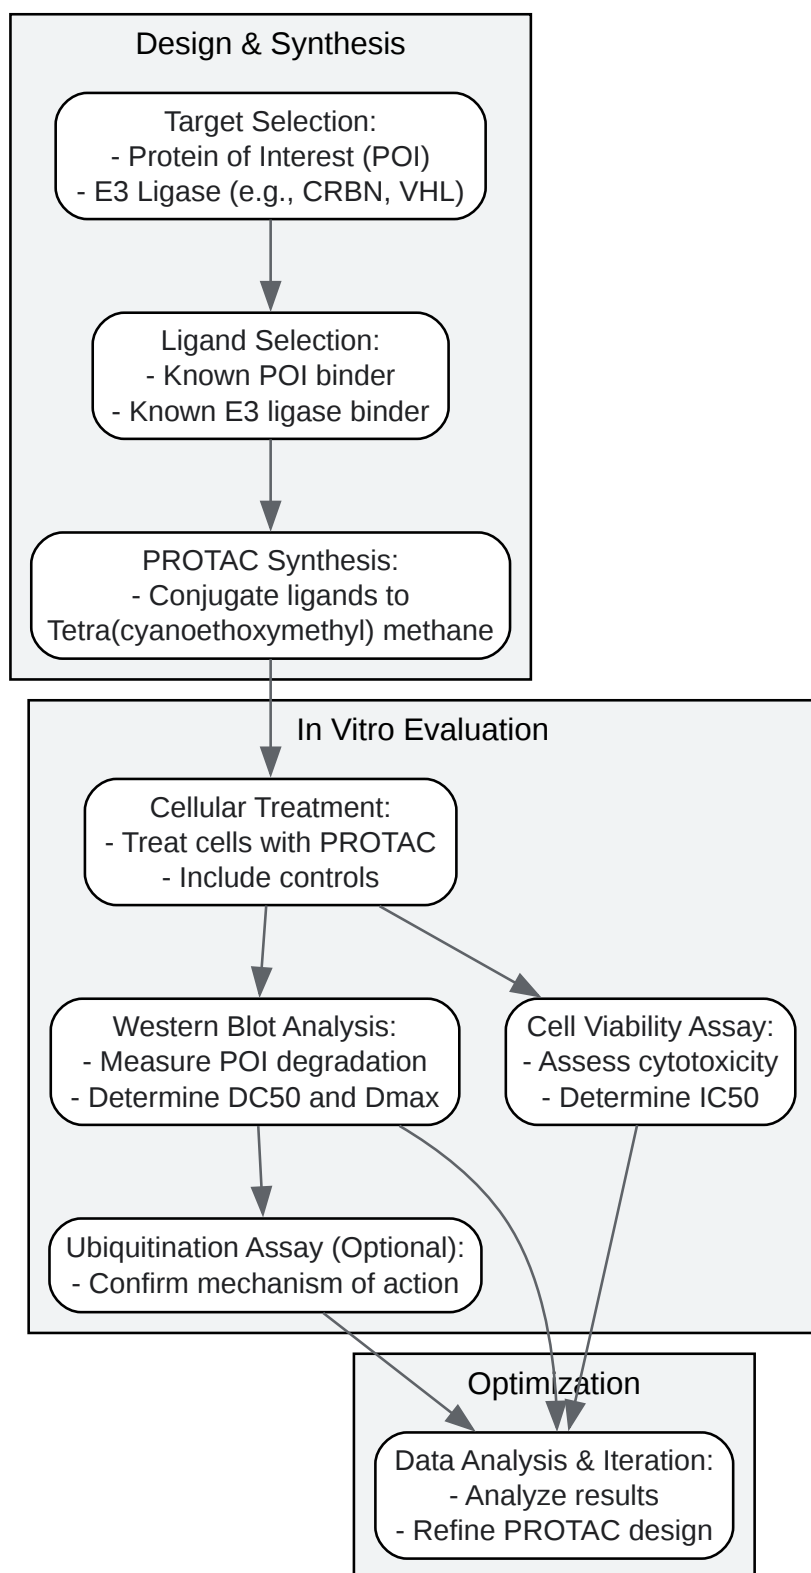 Design & Synthesis
Target Selection:
- Protein of Interest (POI)
- E3 Ligase (e.g., CRBN, VHL)
Ligand Selection:
- Known POI binder
- Known E3 ligase binder
PROTAC Synthesis:
- Conjugate ligands to
Tetra(cyanoethoxymethyl) methane
In Vitro Evaluation
Cellular Treatment:
- Treat cells with PROTAC
- Include controls
Western Blot Analysis:
- Measure POI degradation
- Determine DC50 and Dmax
Cell Viability Assay:
- Assess cytotoxicity
- Determine IC50
Ubiquitination Assay (Optional):
- Confirm mechanism of action
Optimization
Data Analysis & Iteration:
- Analyze results
- Refine PROTAC design